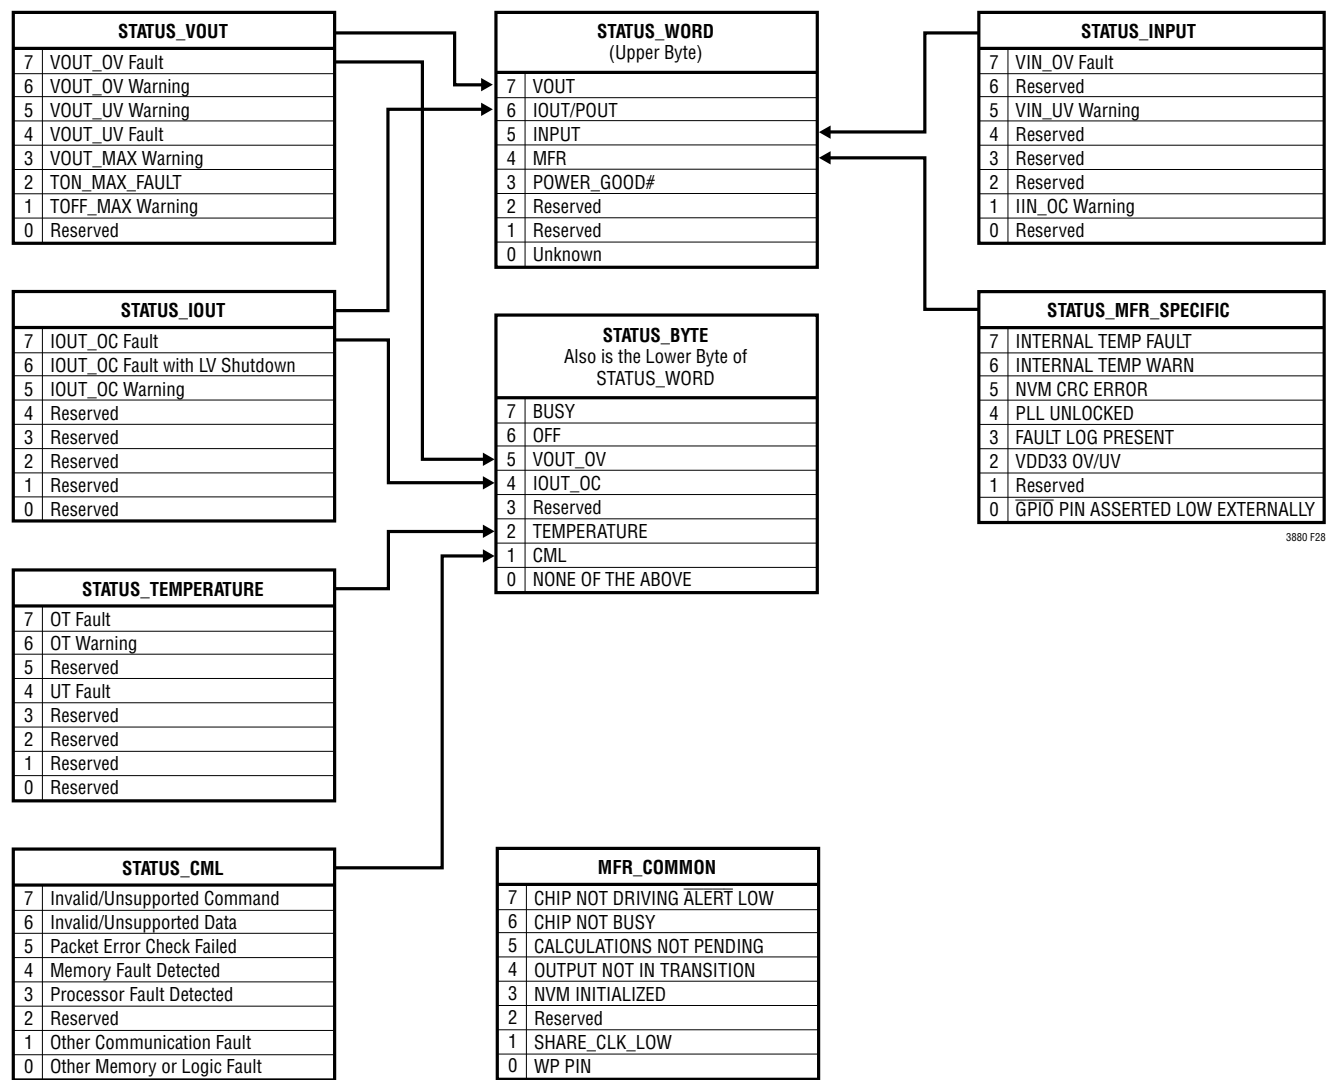 STATUS_VOUT
7 VOUT_OV Fault
6 VOUT_OV Warning
5 VOUT_UV Warning
4 VOUT_UV Fault
3 VOUT_MAX Warning
2 TON_MAX_FAULT
1 TOFF_MAX Warning
0 Reserved
STATUS_IOUT
7 IOUT_OC Fault
6 IOUT_OC Fault with LV Shutdown
5 IOUT_OC Warning
4 Reserved
3 Reserved
2 Reserved
1 Reserved
0 Reserved
STATUS_TEMPERATURE
7 OT Fault
6 OT Warning
5 Reserved
4 UT Fault
3 Reserved
2 Reserved
1 Reserved
0 Reserved
STATUS_CML
7 Invalid/Unsupported Command
6 Invalid/Unsupported Data
5 Packet Error Check Failed
4 Memory Fault Detected
3 Processor Fault Detected
2 Reserved
1 Other Communication Fault
0 Other Memory or Logic Fault
STATUS_WORD
(Upper Byte)
7 VOUT
6 IOUT/POUT
5 INPUT
4 MFR
3 POWER_GOOD#
2 Reserved
1 Reserved
0 Unknown
STATUS_BYTE
Also is the Lower Byte of
STATUS_WORD
7 BUSY
6 OFF
5 VOUT_OV
4 IOUT_OC
3 Reserved
2 TEMPERATURE
1 CML
0 NONE OF THE ABOVE
MFR_COMMON
7 CHIP NOT DRIVING A̅L̅E̅R̅T̅ LOW
6 CHIP NOT BUSY
5 CALCULATIONS NOT PENDING
4 OUTPUT NOT IN TRANSITION
3 NVM INITIALIZED
2 Reserved
1 SHARE_CLK_LOW
0 WP PIN
STATUS_INPUT
7 VIN_OV Fault
6 Reserved
5 VIN_UV Warning
4 Reserved
3 Reserved
2 Reserved
1 IIN_OC Warning
0 Reserved
STATUS_MFR_SPECIFIC
7 INTERNAL TEMP FAULT
6 INTERNAL TEMP WARN
5 NVM CRC ERROR
4 PLL UNLOCKED
3 FAULT LOG PRESENT
2 VDD33 OV/UV
1 Reserved
0 G̅P̅I̅O̅ PIN ASSERTED LOW EXTERNALLY
3880 F28